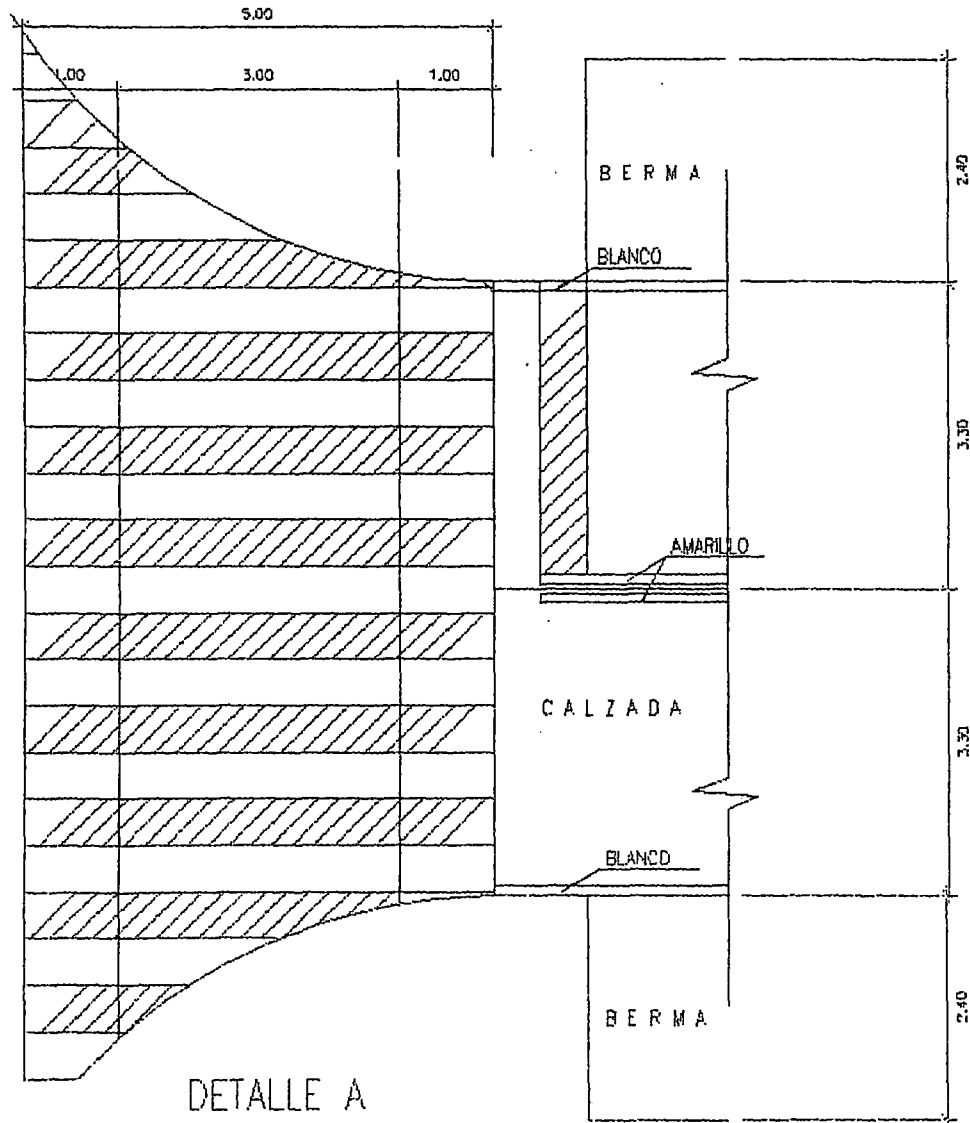 5.00
1.00 3.00 1.00
BERMA
2.40
BLANCO
3.30
AMARILLO
CALZADA
3.30
BLANCO
BERMA
2.40
DETALLE A